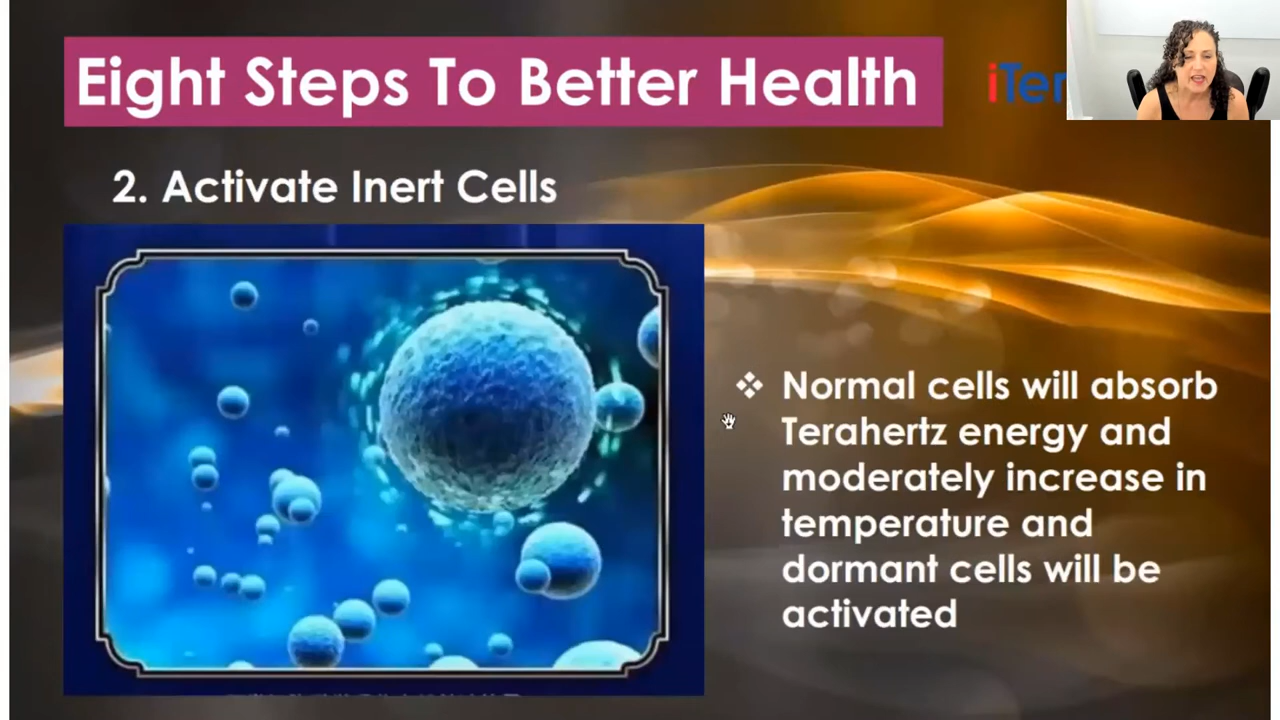 Eight Steps To Better Health
iTer
2. Activate Inert Cells
❖ Normal cells will absorb
Terahertz energy and
moderately increase in
temperature and
dormant cells will be
activated